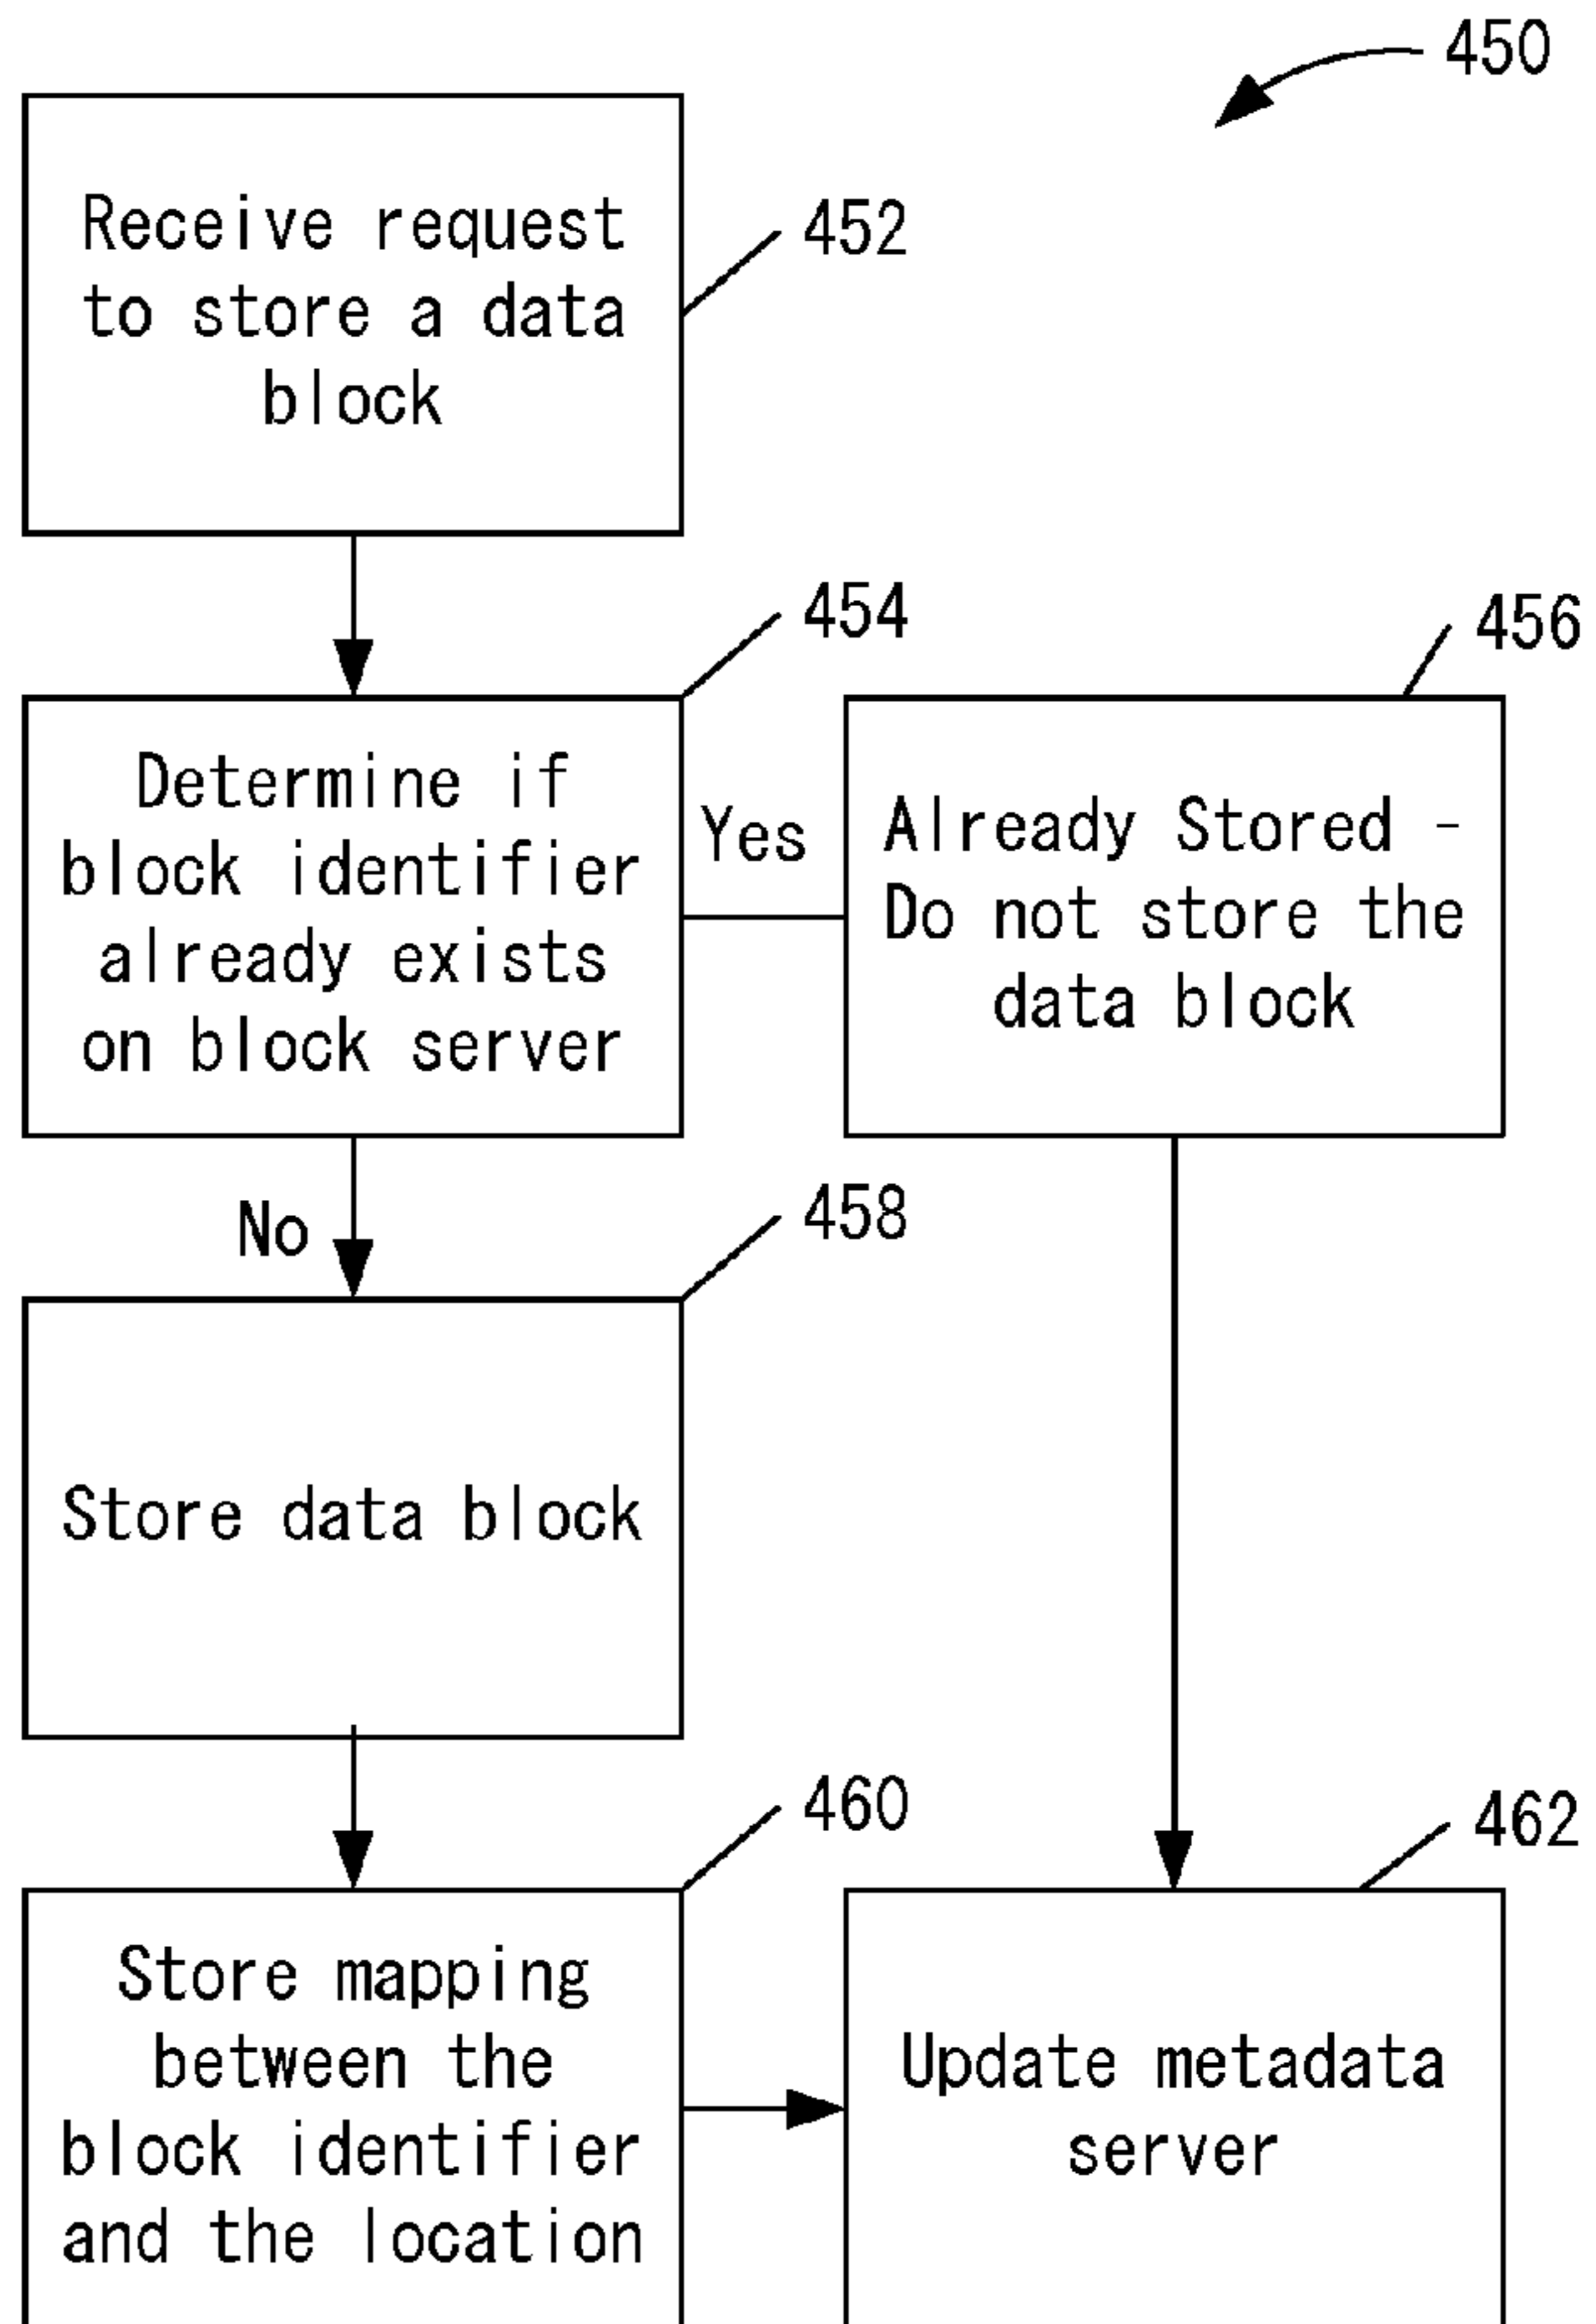 450
Receive request
to store a data
block
452
454
456
Determine if
block identifier
already exists
on block server
Yes
Already Stored -
Do not store the
data block
No
458
Store data block
460
462
Store mapping
between the
block identifier
and the location
Update metadata
server